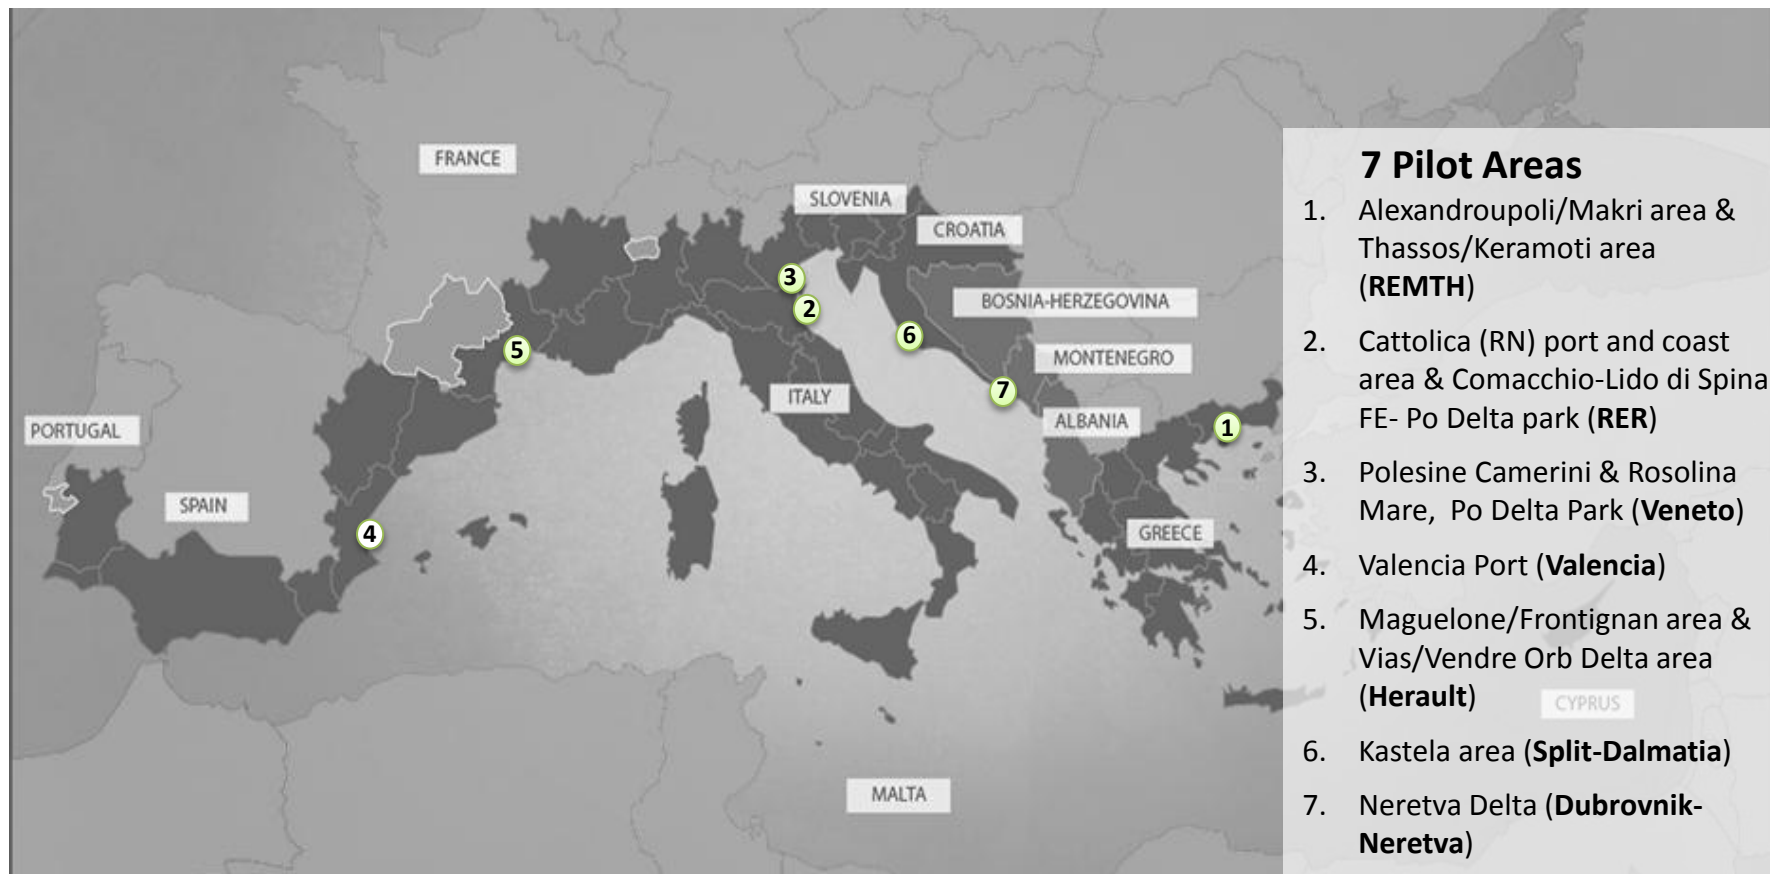 FRANCE
SLOVENIA
CROATIA
BOSNIA-HERZEGOVINA
MONTENEGRO
ITALY
ALBANIA
PORTUGAL
SPAIN
GREECE
CYPRUS
MALTA
3
2
6
5
7
1
4
7 Pilot Areas
1. Alexandroupoli/Makri area &
Thassos/Keramoti area
(REMTH)
2. Cattolica (RN) port and coast
area & Comacchio-Lido di Spina
FE- Po Delta park (RER)
3. Polesine Camerini & Rosolina
Mare, Po Delta Park (Veneto)
4. Valencia Port (Valencia)
5. Maguelone/Frontignan area &
Vias/Vendre Orb Delta area
(Herault)
6. Kastela area (Split-Dalmatia)
7. Neretva Delta (Dubrovnik-
Neretva)